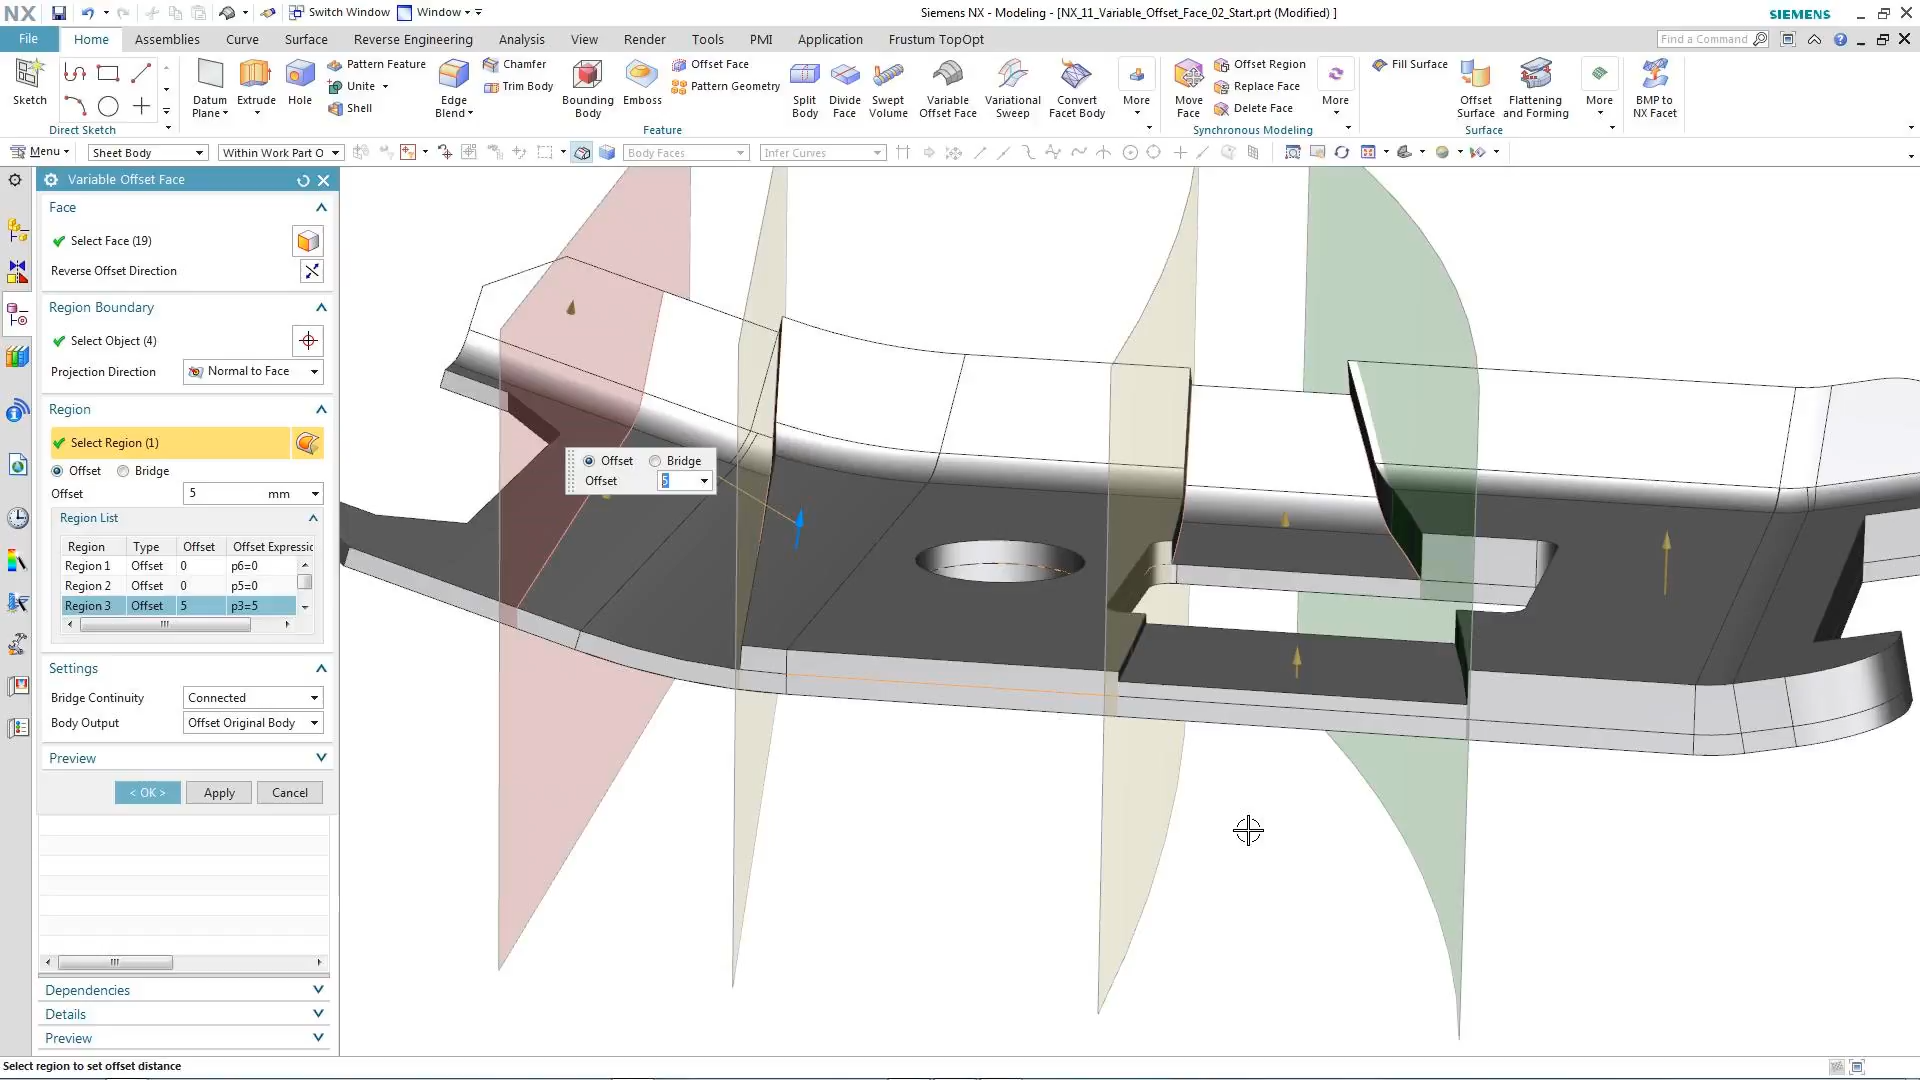 NX
Switch Window
Window
Siemens NX - Modeling - [NX_11_Variable_Offset_Face_02_Start.prt (Modified) ]
SIEMENS
File
Home
Assemblies
Curve
Surface
Reverse Engineering
Analysis
View
Render
Tools
PMI
Application
Frustum TopOpt
Find a Command
Sketch
Direct Sketch
Datum Plane
Extrude
Hole
Pattern Feature
Unite
Shell
Edge Blend
Chamfer
Trim Body
Bounding Body
Emboss
Offset Face
Pattern Geometry
Split Body
Divide Face
Swept Volume
Variable Offset Face
Variational Sweep
Convert Facet Body
More
Feature
Move Face
Offset Region
Replace Face
Delete Face
More
Synchronous Modeling
Fill Surface
Offset Surface
Flattening and Forming
More
Surface
BMP to NX Facet
Menu
Sheet Body
Within Work Part O
Body Faces
Infer Curves
Variable Offset Face
Face
Select Face (19)
Reverse Offset Direction
Region Boundary
Select Object (4)
Projection Direction
Normal to Face
Region
Select Region (1)
Offset
Bridge
Offset
5
mm
Region List
Region Type Offset Offset Expressic
Region 1 Offset 0 p6=0
Region 2 Offset 0 p5=0
Region 3 Offset 5 p3=5
Settings
Bridge Continuity
Connected
Body Output
Offset Original Body
Preview
< OK >
Apply
Cancel
Dependencies
Details
Preview
Offset
Bridge
Offset
5
Select region to set offset distance